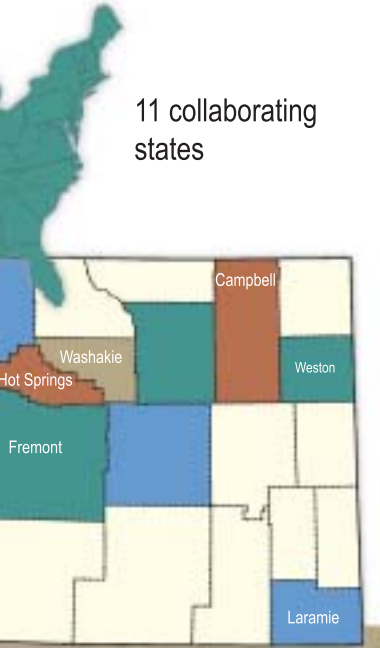 11 collaborating
states
Campbell
Washakie
Weston
Hot Springs
Fremont
Laramie